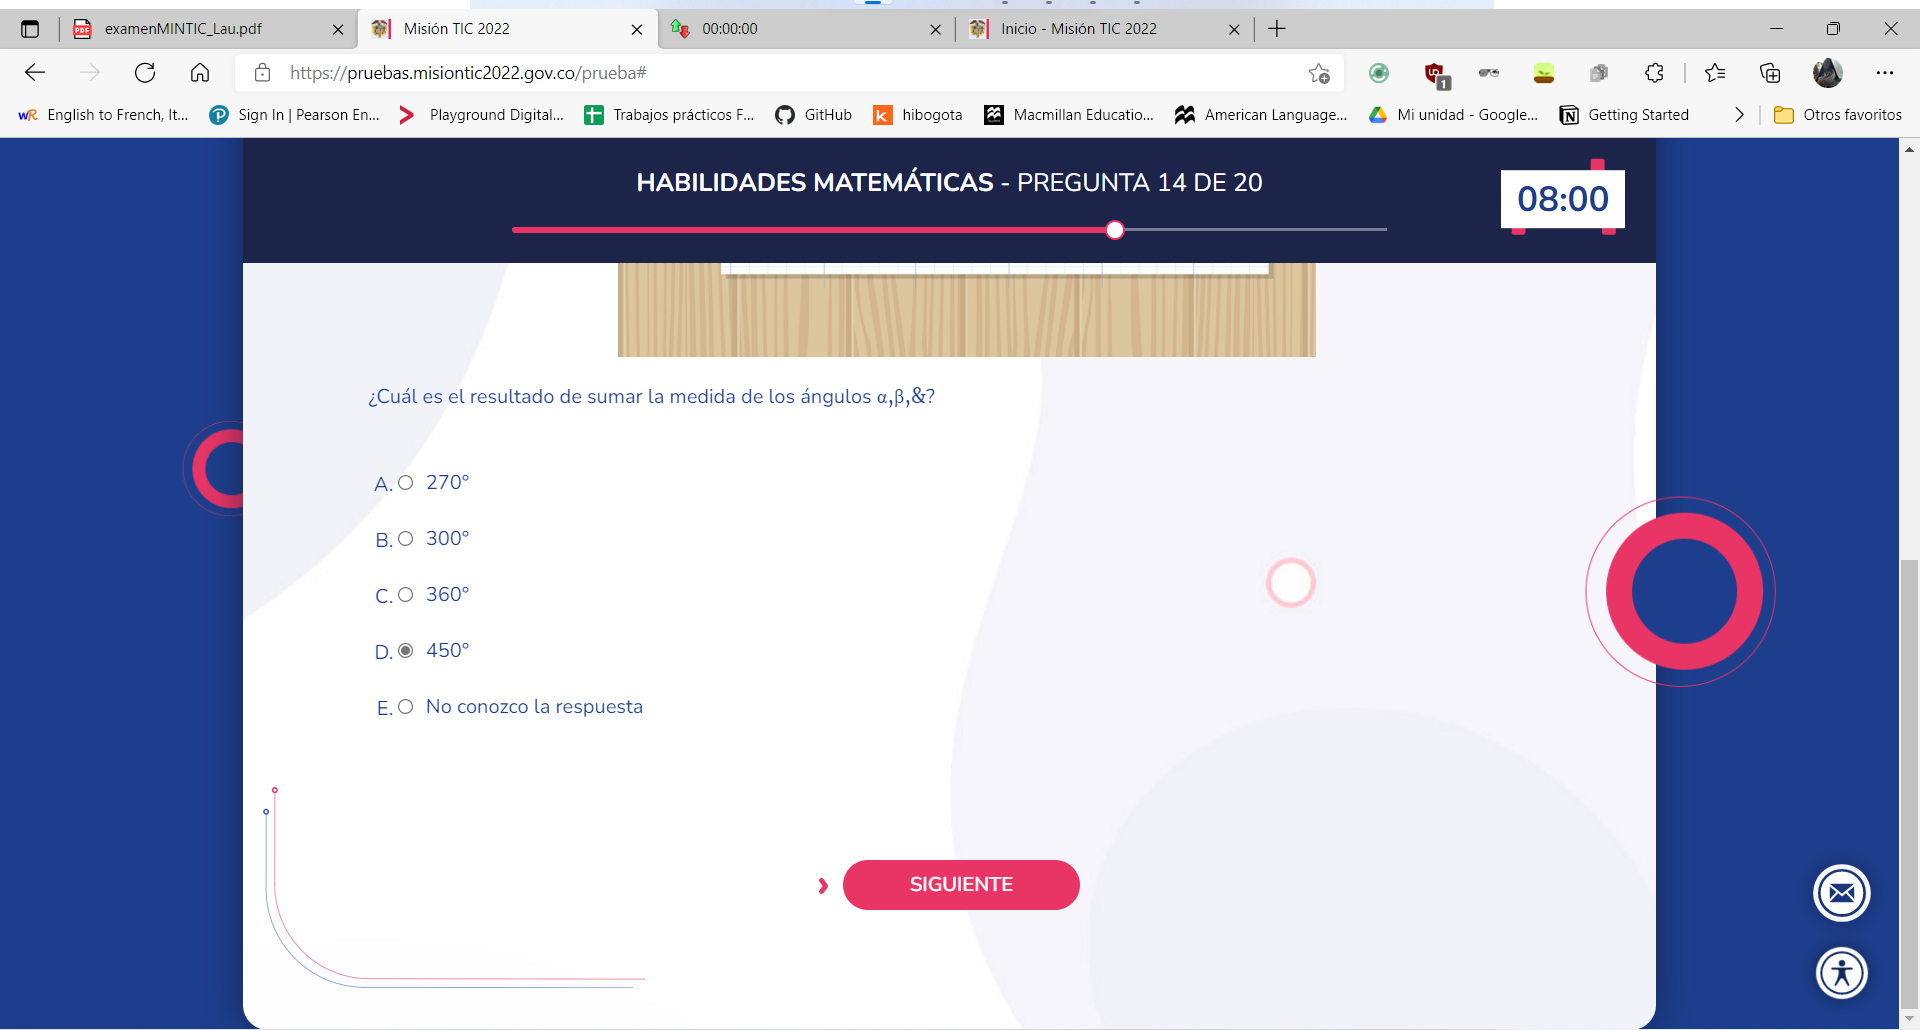 examenMINTIC_Lau.pdf
Misión TIC 2022
00:00:00
Inicio - Misión TIC 2022
https://pruebas.misiontic2022.gov.co/prueba#
1
English to French, It...
Sign In | Pearson En...
Playground Digital...
Trabajos prácticos F...
GitHub
hibogota
Macmillan Educatio...
American Language...
Mi unidad - Google...
Getting Started
Otros favoritos
HABILIDADES MATEMÁTICAS - PREGUNTA 14 DE 20
08:00
¿Cuál es el resultado de sumar la medida de los ángulos α,β,&?
A. 270°
B. 300°
C. 360°
D. 450°
E. No conozco la respuesta
SIGUIENTE